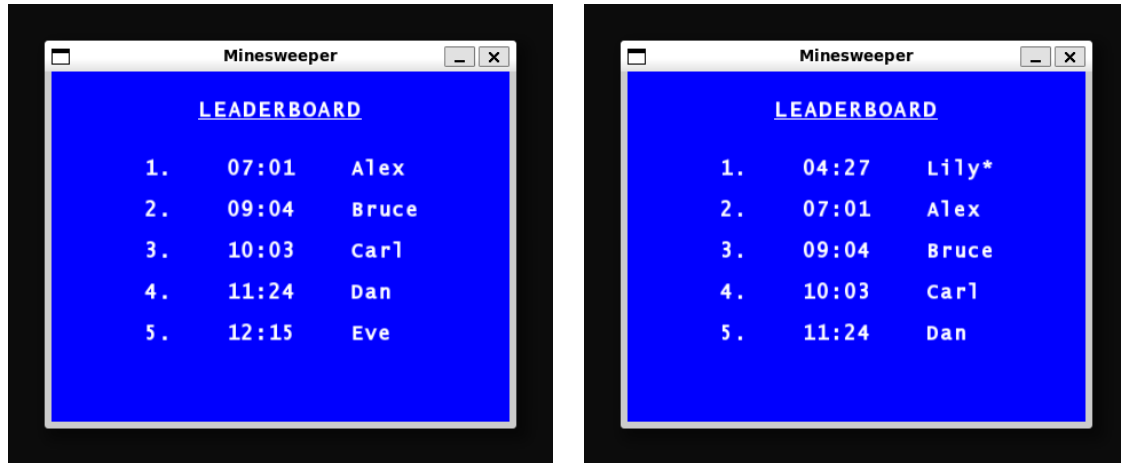 Minesweeper
LEADERBOARD
1. 07:01 Alex
2. 09:04 Bruce
3. 10:03 Carl
4. 11:24 Dan
5. 12:15 Eve
Minesweeper
LEADERBOARD
1. 04:27 Lily*
2. 07:01 Alex
3. 09:04 Bruce
4. 10:03 Carl
5. 11:24 Dan